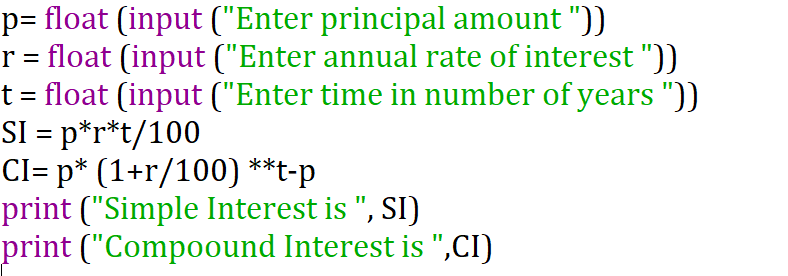 p= float (input ("Enter principal amount "))
r = float (input ("Enter annual rate of interest "))
t = float (input ("Enter time in number of years "))
SI = p*r*t/100
CI= p* (1+r/100) **t-p
print ("Simple Interest is ", SI)
print ("Compoound Interest is ",CI)